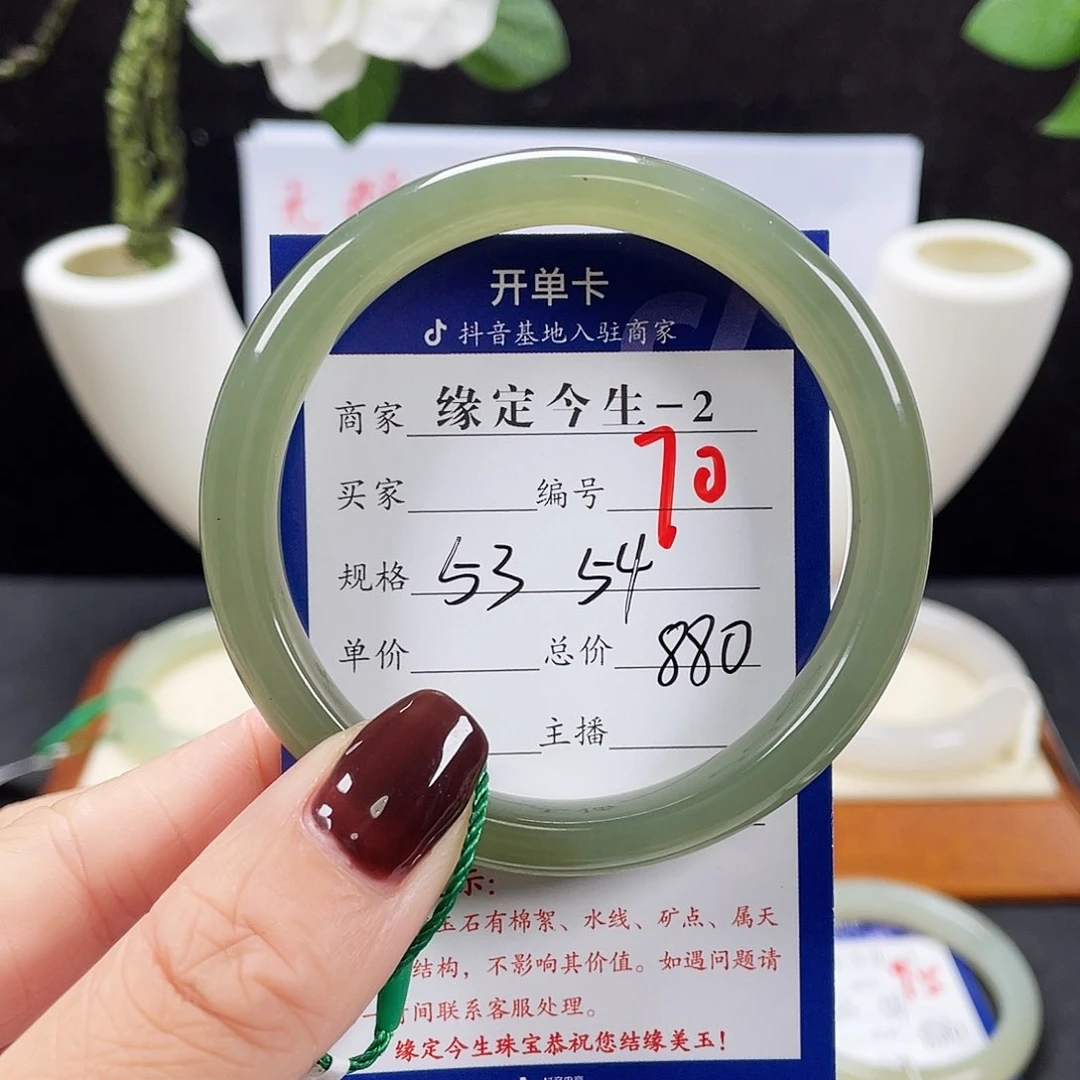 开单卡
抖音基地入驻商家
商家 缘定今生-2
买家 编号 70
规格 53 54
单价 总价 880
主播
示:
玉石有棉絮、水线、矿点、属天
结构,不影响其价值。如遇问题请
时间联系客服处理。
缘定今生珠宝恭祝您结缘美玉!